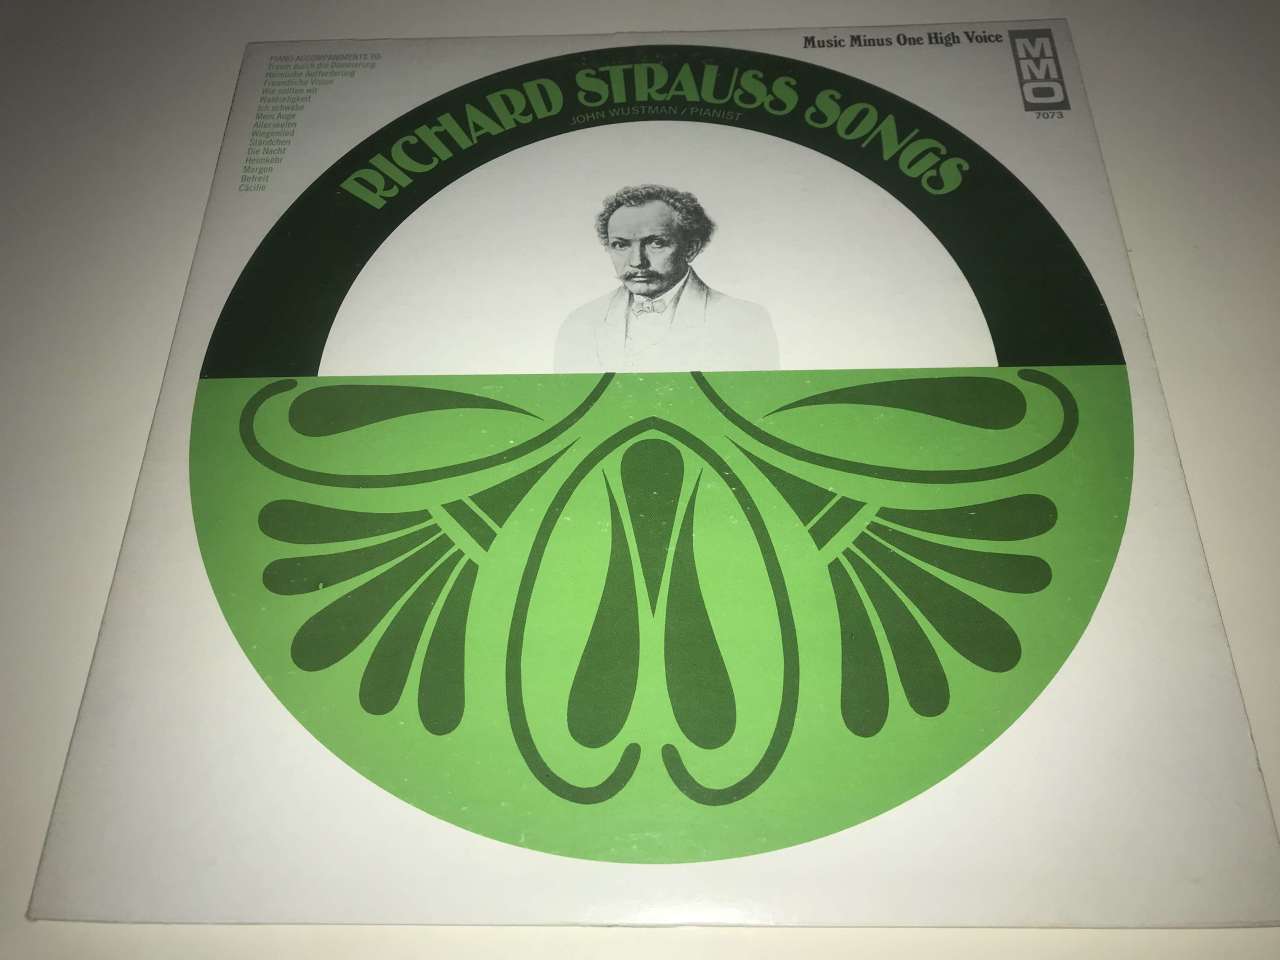 PIANO ACCOMPANIMENTS TO:
Traum durch die Dämmerung
Heimliche Aufforderung
Freundliche Vision
Wie sollten wir
Waldseligkeit
Ich schwebe
Mein Auge
Allerseelen
Wiegenlied
Ständchen
Die Nacht
Heimkehr
Morgen
Befreit
Cäcilie
Music Minus One High Voice
MMO
7073
RICHARD STRAUSS SONGS
JOHN WUSTMAN / PIANIST